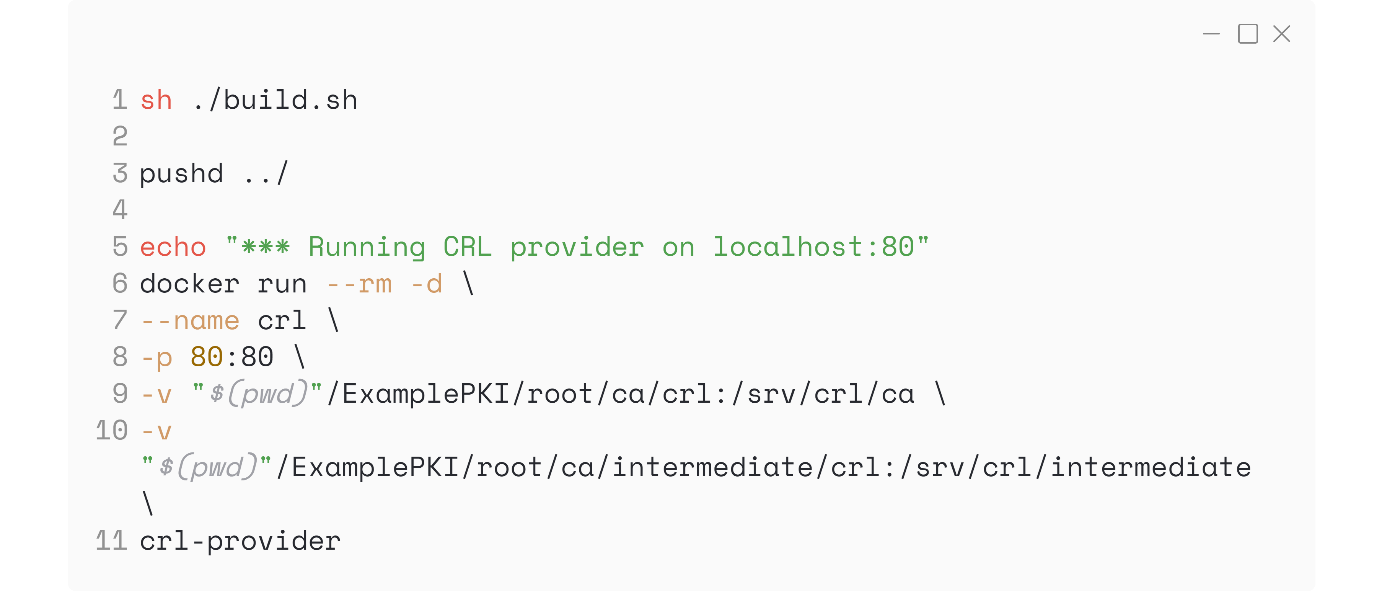 1 sh ./build.sh
2
3 pushd ../
4
5 echo "*** Running CRL provider on localhost:80"
6 docker run --rm -d \
7 --name crl \
8 -p 80:80 \
9 -v "$(pwd)"/ExamplePKI/root/ca/crl:/srv/crl/ca \
10 -v
"$(pwd)"/ExamplePKI/root/ca/intermediate/crl:/srv/crl/intermediate
\
11 crl-provider